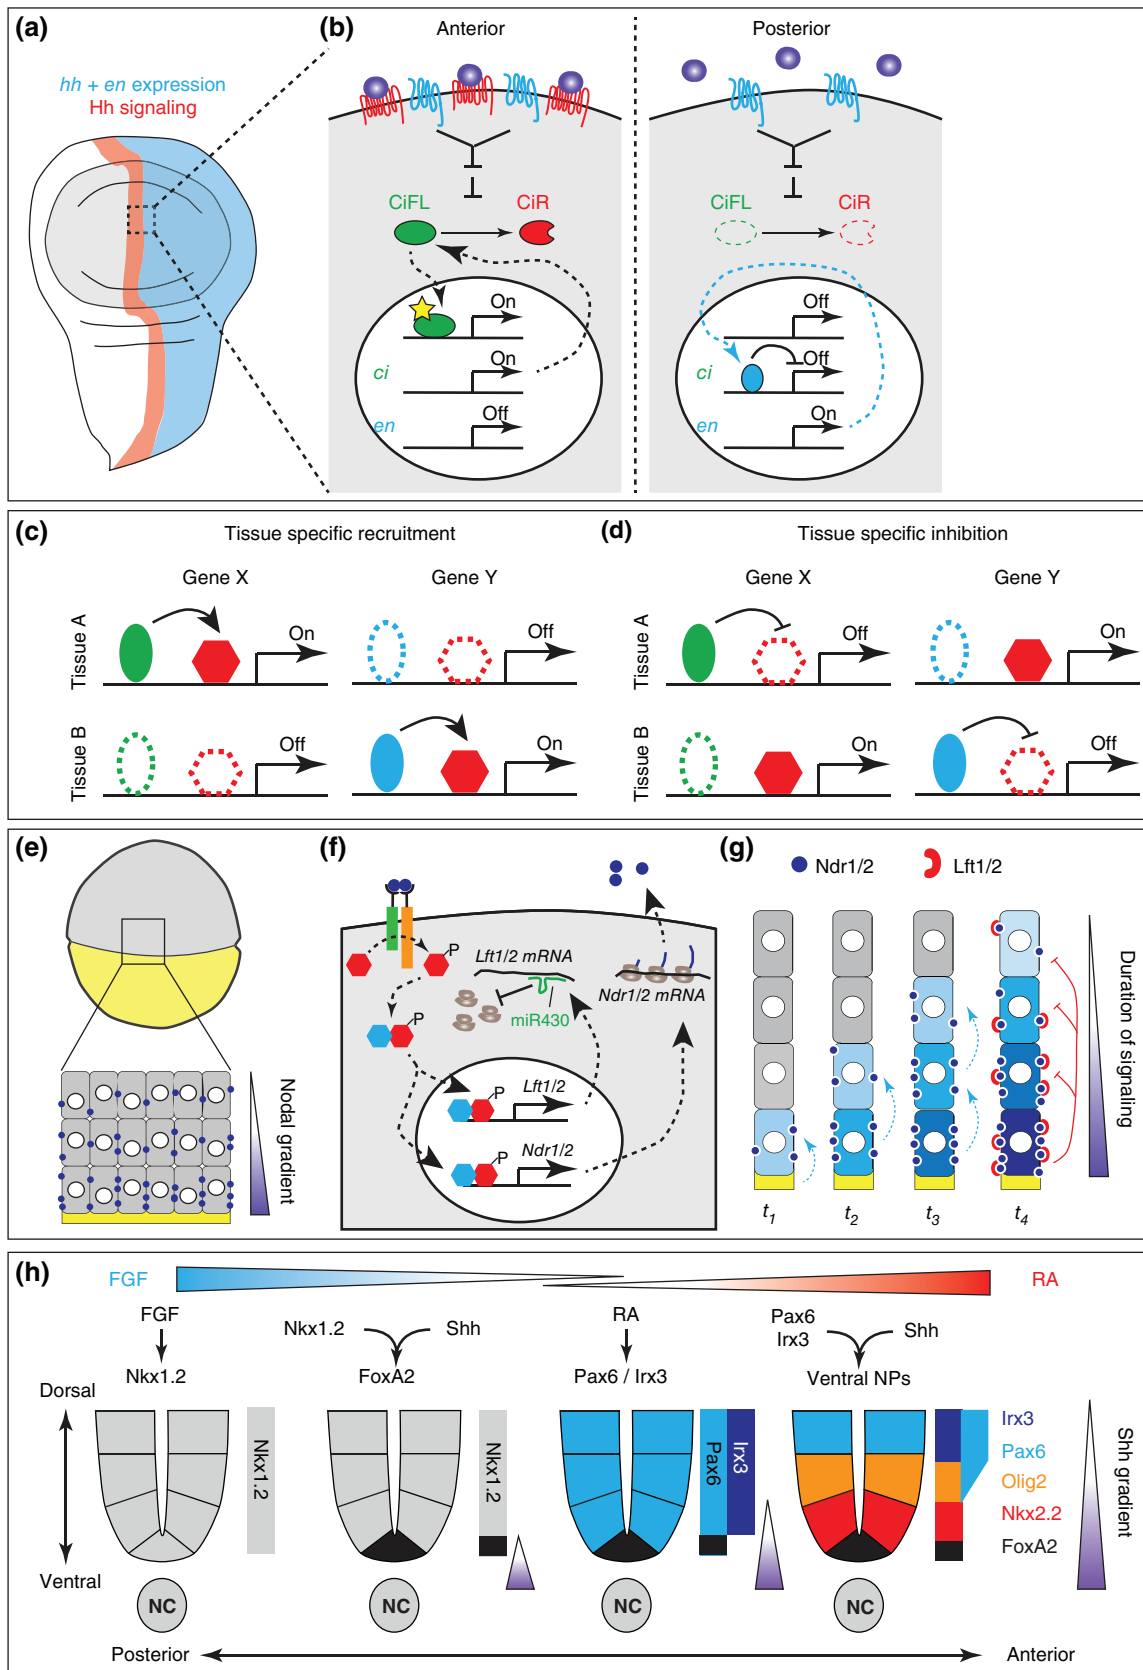 (a)
hh + en expression
Hh signaling
(b)
Anterior
Posterior
CiFL
CiR
On
ci
On
en
Off
CiFL
CiR
Off
ci
Off
en
On
(c)
Tissue specific recruitment
Gene X
Gene Y
Tissue A
On
Off
Tissue B
Off
On
(d)
Tissue specific inhibition
Gene X
Gene Y
Tissue A
Off
On
Tissue B
On
Off
(e)
Nodal gradient
(f)
P
Lft1/2 mRNA
miR430
Ndr1/2 mRNA
P
P
Lft1/2
P
Ndr1/2
(g)
Ndr1/2
Lft1/2
Duration of signaling
t1
t2
t3
t4
(h)
FGF
RA
FGF
Nkx1.2
Nkx1.2
Shh
FoxA2
RA
Pax6 / Irx3
Pax6
Irx3
Shh
Ventral NPs
Dorsal
Ventral
Nkx1.2
Nkx1.2
Pax6
Irx3
Irx3
Pax6
Olig2
Nkx2.2
FoxA2
Shh gradient
NC
NC
NC
NC
Posterior
Anterior